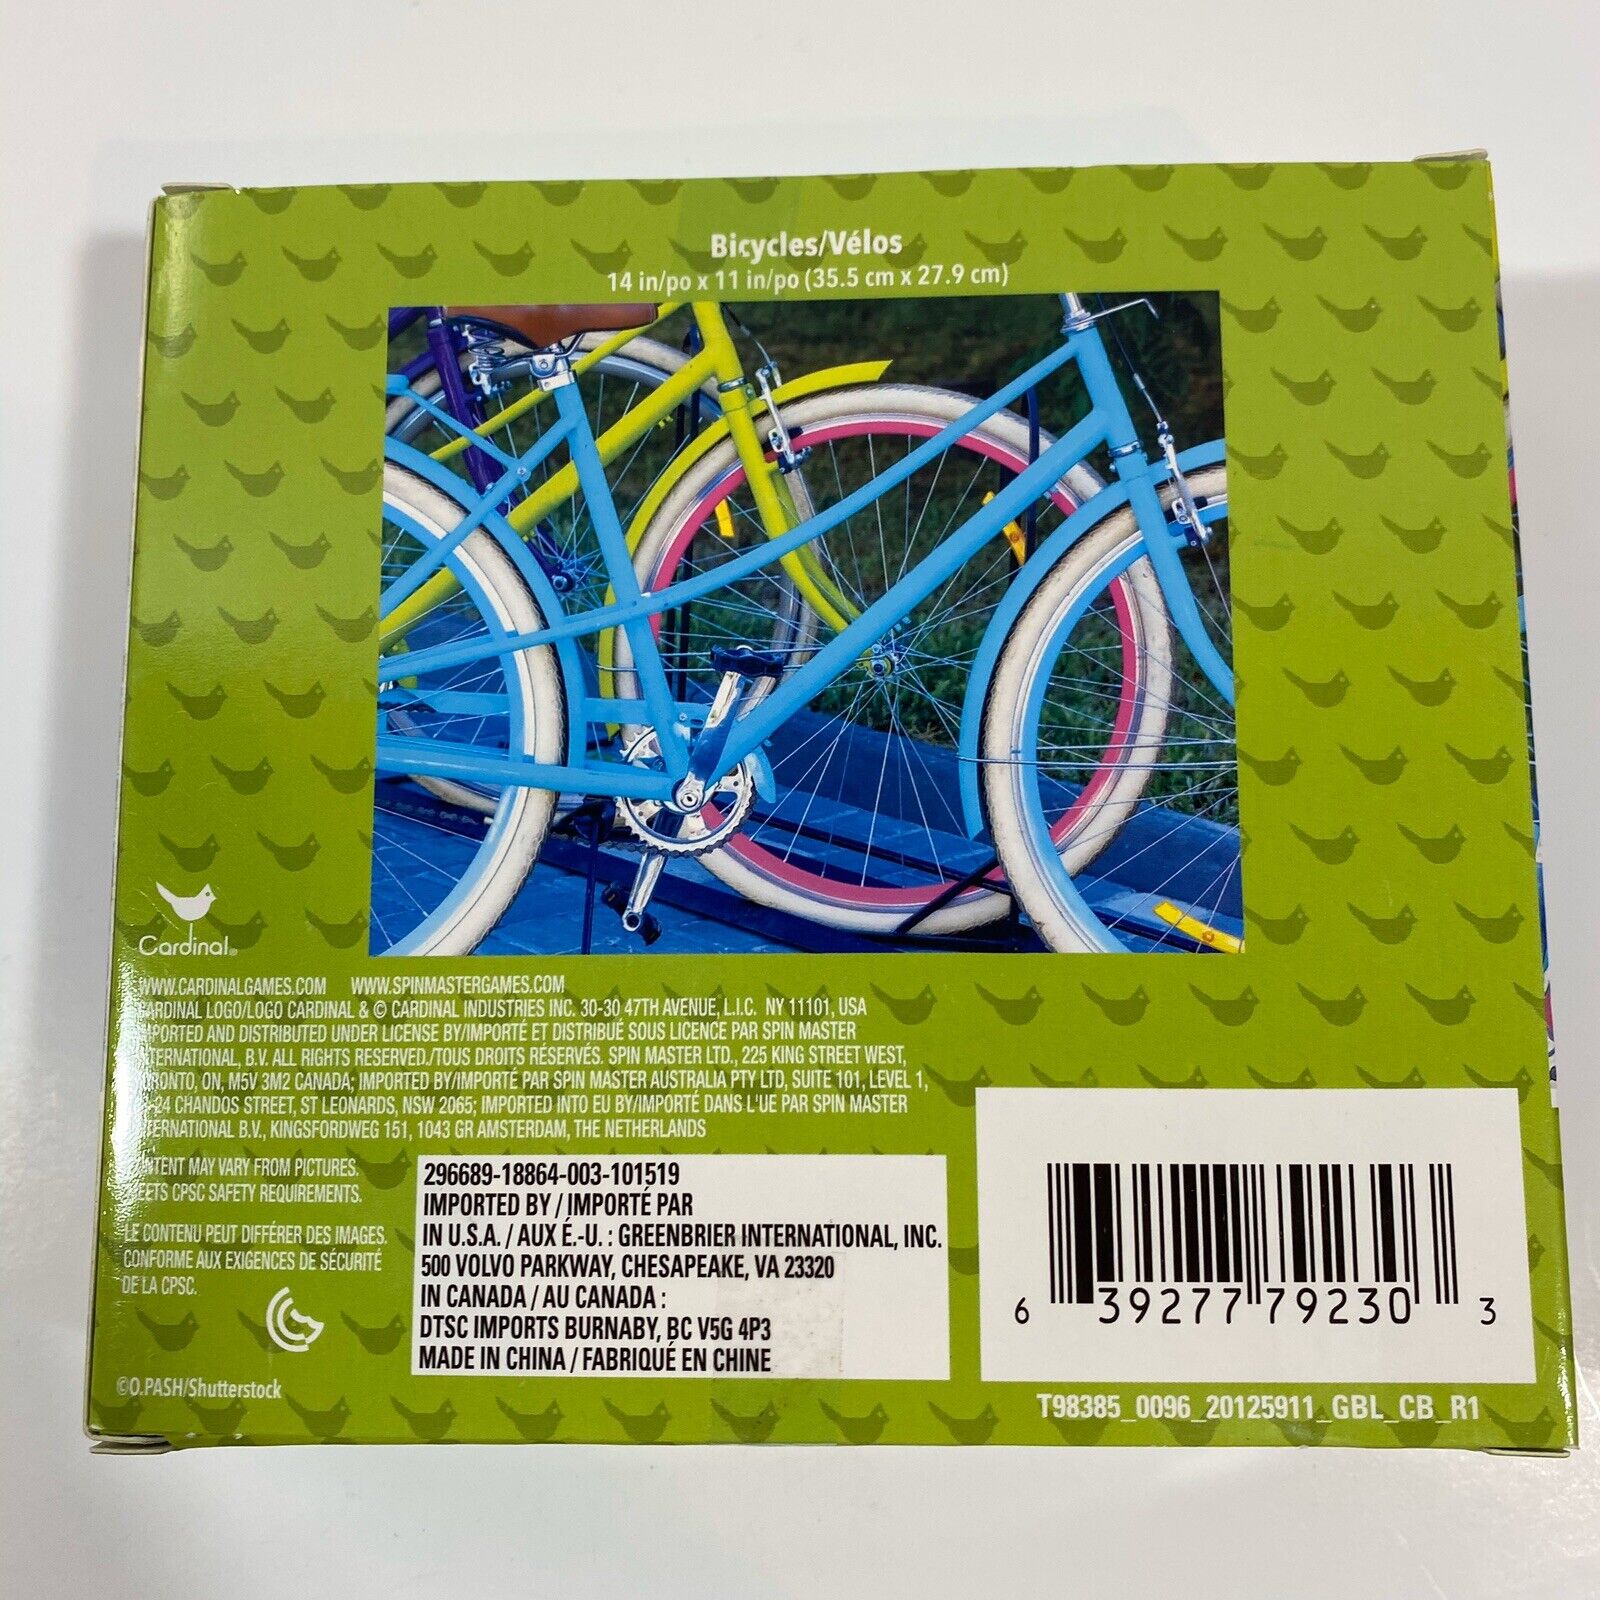 Bicycles/Vélos
14 in/po x 11 in/po (35.5 cm x 27.9 cm)
Cardinal®
WWW.CARDINALGAMES.COM WWW.SPINMASTERGAMES.COM
CARDINAL LOGO/LOGO CARDINAL & © CARDINAL INDUSTRIES INC. 30-30 47TH AVENUE, L.I.C. NY 11101, USA
IMPORTED AND DISTRIBUTED UNDER LICENSE BY/IMPORTÉ ET DISTRIBUÉ SOUS LICENCE PAR SPIN MASTER
INTERNATIONAL, B.V. ALL RIGHTS RESERVED./TOUS DROITS RÉSERVÉS. SPIN MASTER LTD., 225 KING STREET WEST,
TORONTO, ON, M5V 3M2 CANADA; IMPORTED BY/IMPORTÉ PAR SPIN MASTER AUSTRALIA PTY LTD, SUITE 101, LEVEL 1,
CHANDOS STREET, ST LEONARDS, NSW 2065; IMPORTED INTO EU BY/IMPORTÉ DANS L'UE PAR SPIN MASTER
INTERNATIONAL B.V., KINGSFORDWEG 151, 1043 GR AMSTERDAM, THE NETHERLANDS
CONTENT MAY VARY FROM PICTURES.
MEETS CPSC SAFETY REQUIREMENTS.
LE CONTENU PEUT DIFFÉRER DES IMAGES.
CONFORME AUX EXIGENCES DE SÉCURITÉ
DE LA CPSC.
©O.PASH/Shutterstock
296689-18864-003-101519
IMPORTED BY / IMPORTÉ PAR
IN U.S.A. / AUX É.-U. : GREENBRIER INTERNATIONAL, INC.
500 VOLVO PARKWAY, CHESAPEAKE, VA 23320
IN CANADA / AU CANADA :
DTSC IMPORTS BURNABY, BC V5G 4P3
MADE IN CHINA / FABRIQUÉ EN CHINE
6 39277 79230 3
T98385_0096_20125911_GBL_CB_R1